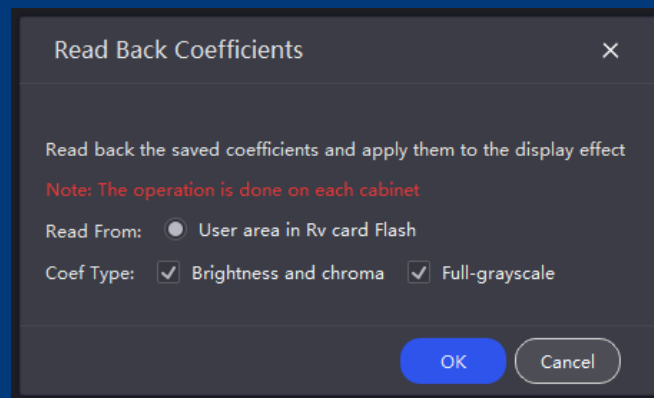 Read Back Coefficients
Read back the saved coefficients and apply them to the display effect
Note: The operation is done on each cabinet
Read From: User area in Rv card Flash
Coef Type: Brightness and chroma Full-grayscale
OK Cancel